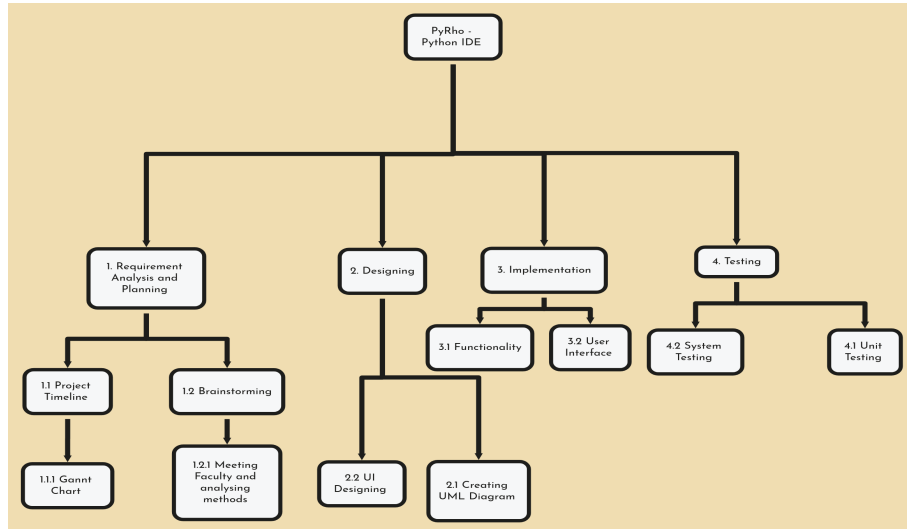 PyRho -
Python IDE
1. Requirement
Analysis and
Planning
2. Designing
3. Implementation
4. Testing
3.1 Functionality
3.2 User
Interface
4.2 System
Testing
4.1 Unit
Testing
1.1 Project
Timeline
1.2 Brainstorming
1.1.1 Gannt
Chart
1.2.1 Meeting
Faculty and
analysing
methods
2.2 UI
Designing
2.1 Creating
UML Diagram